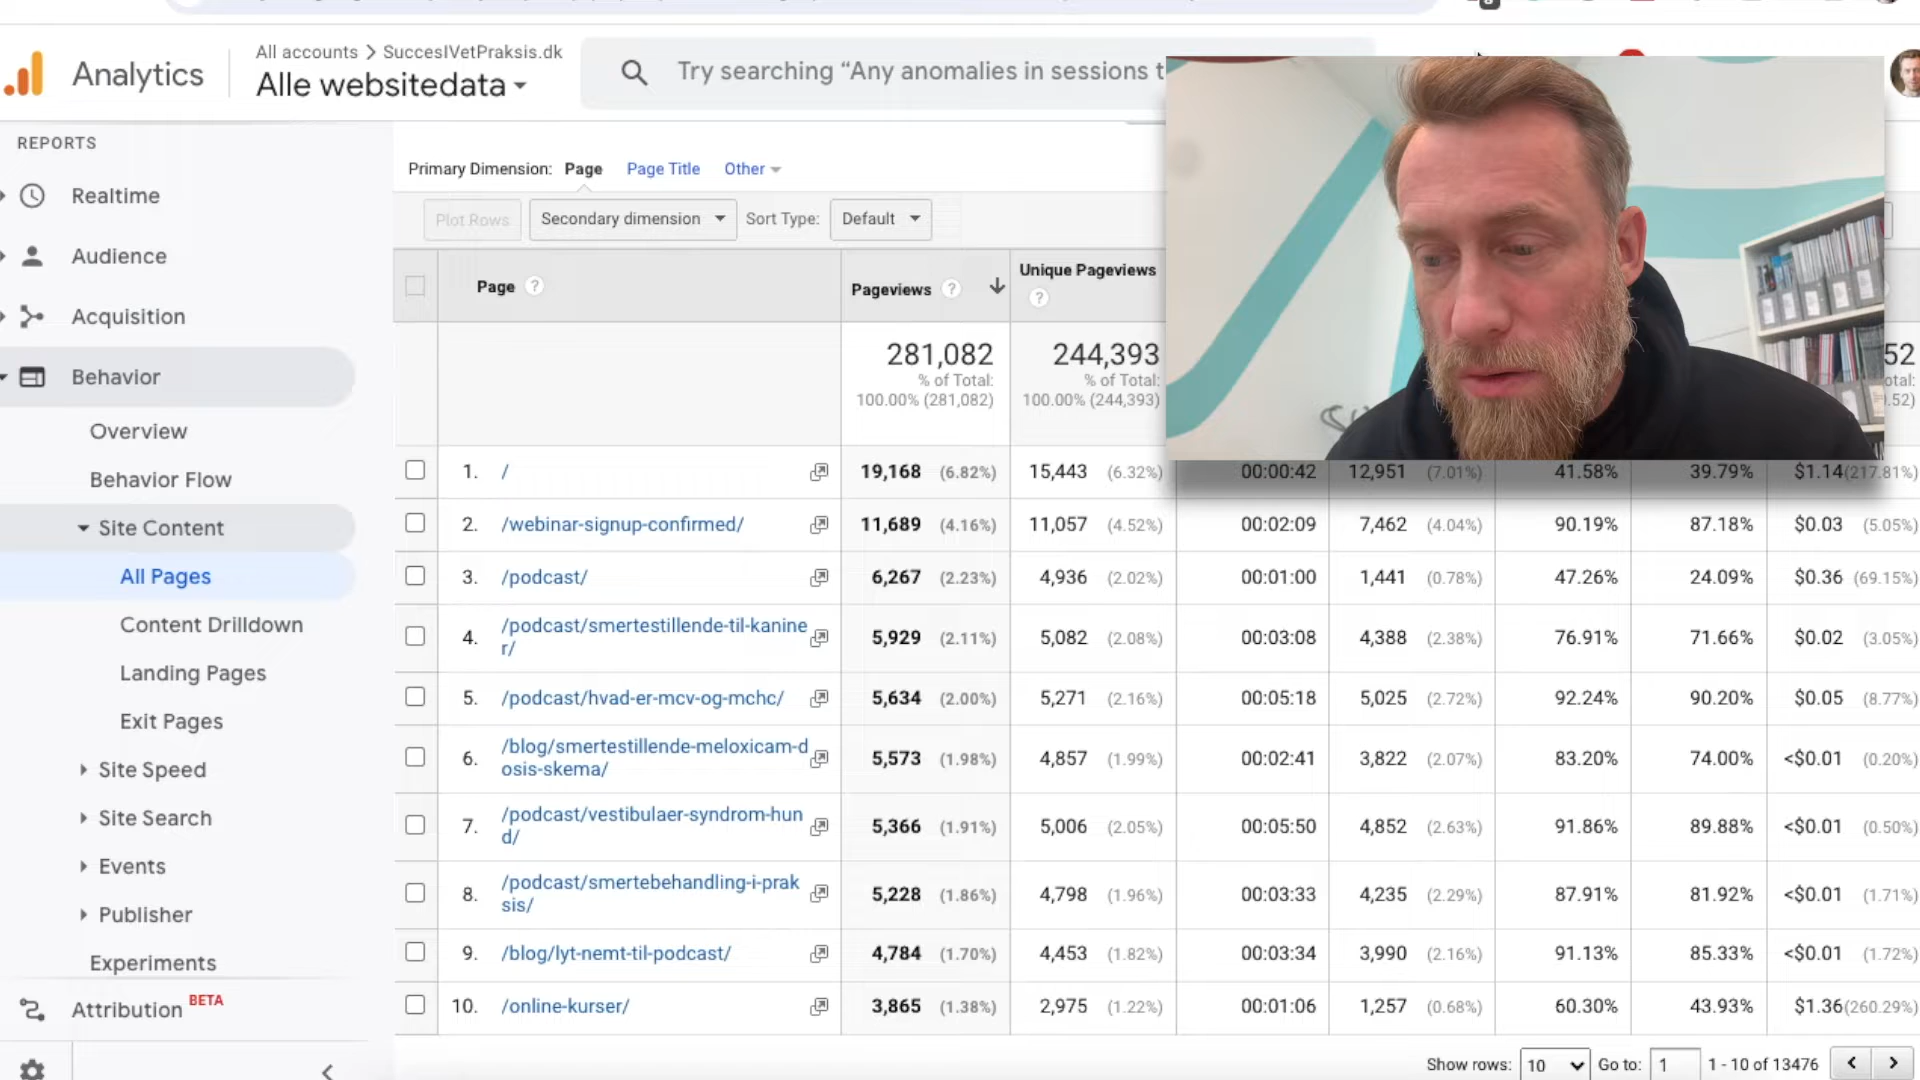 All accounts > SuccesIVetPraksis.dk
Analytics
Alle websitedata
Try searching “Any anomalies in sessions t
REPORTS
Realtime
Audience
Acquisition
Behavior
Overview
Behavior Flow
Site Content
All Pages
Content Drilldown
Landing Pages
Exit Pages
Site Speed
Site Search
Events
Publisher
Experiments
Attribution BETA
Primary Dimension: Page Page Title Other
Plot Rows Secondary dimension Sort Type: Default
Page ? Pageviews ? Unique Pageviews ?
281,082 244,393 52
% of Total: % of Total: otal:
100.00% (281,082) 100.00% (244,393) .52)
1. / 19,168 (6.82%) 15,443 (6.32%) 00:00:42 12,951 (7.01%) 41.58% 39.79% $1.14 (217.81%)
2. /webinar-signup-confirmed/ 11,689 (4.16%) 11,057 (4.52%) 00:02:09 7,462 (4.04%) 90.19% 87.18% $0.03 (5.05%)
3. /podcast/ 6,267 (2.23%) 4,936 (2.02%) 00:01:00 1,441 (0.78%) 47.26% 24.09% $0.36 (69.15%)
4. /podcast/smertestillende-til-kanine
r/ 5,929 (2.11%) 5,082 (2.08%) 00:03:08 4,388 (2.38%) 76.91% 71.66% $0.02 (3.05%)
5. /podcast/hvad-er-mcv-og-mchc/ 5,634 (2.00%) 5,271 (2.16%) 00:05:18 5,025 (2.72%) 92.24% 90.20% $0.05 (8.77%)
6. /blog/smertestillende-meloxicam-d
osis-skema/ 5,573 (1.98%) 4,857 (1.99%) 00:02:41 3,822 (2.07%) 83.20% 74.00% <$0.01 (0.20%)
7. /podcast/vestibulaer-syndrom-hun
d/ 5,366 (1.91%) 5,006 (2.05%) 00:05:50 4,852 (2.63%) 91.86% 89.88% <$0.01 (0.50%)
8. /podcast/smertebehandling-i-prak
sis/ 5,228 (1.86%) 4,798 (1.96%) 00:03:33 4,235 (2.29%) 87.91% 81.92% <$0.01 (1.71%)
9. /blog/lyt-nemt-til-podcast/ 4,784 (1.70%) 4,453 (1.82%) 00:03:34 3,990 (2.16%) 91.13% 85.33% <$0.01 (1.72%)
10. /online-kurser/ 3,865 (1.38%) 2,975 (1.22%) 00:01:06 1,257 (0.68%) 60.30% 43.93% $1.36 (260.29%)
Show rows: 10 Go to: 1 1 - 10 of 13476